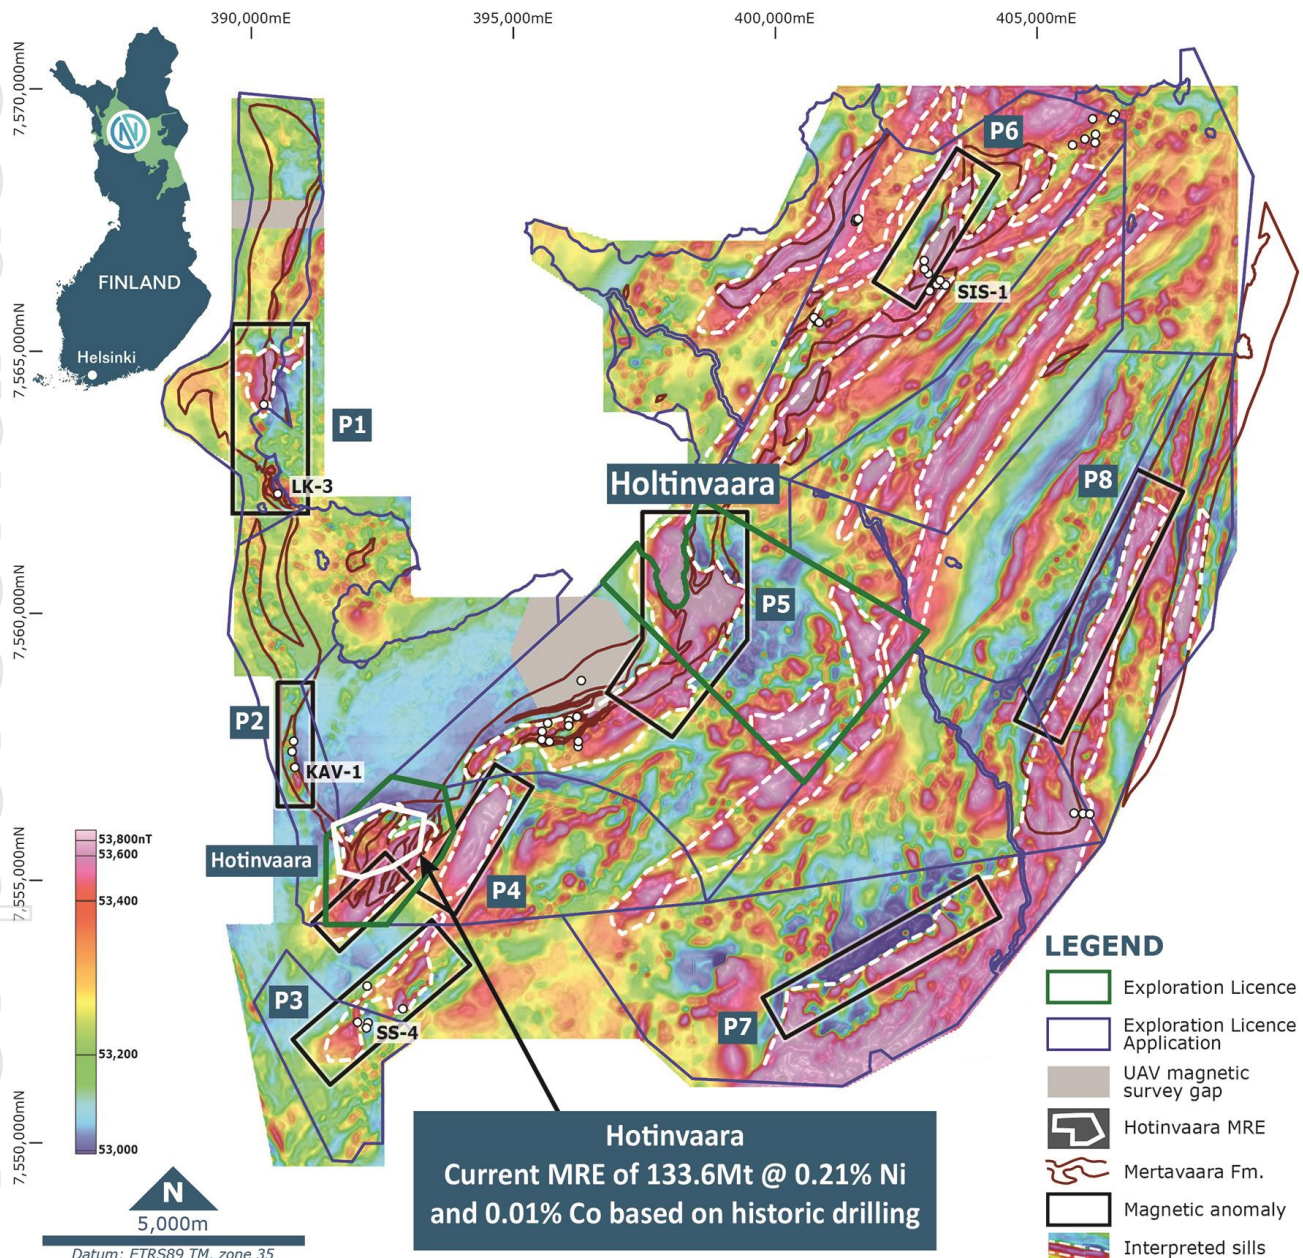 390,000mE
395,000mE
400,000mE
405,000mE
7,570,000mN
7,565,000mN
7,560,000mN
7,555,000mN
7,550,000mN
N
FINLAND
Helsinki
P6
SIS-1
P1
LK-3
Holtinvaara
P8
P5
P2
KAV-1
Hotinvaara
P4
P3
SS-4
P7
53,800nT
53,600
53,400
53,200
53,000
N
5,000m
Datum: ETRS89 TM, zone 35
Hotinvaara
Current MRE of 133.6Mt @ 0.21% Ni
and 0.01% Co based on historic drilling
LEGEND
Exploration Licence
Exploration Licence
Application
UAV magnetic
survey gap
Hotinvaara MRE
Mertavaara Fm.
Magnetic anomaly
Interpreted sills